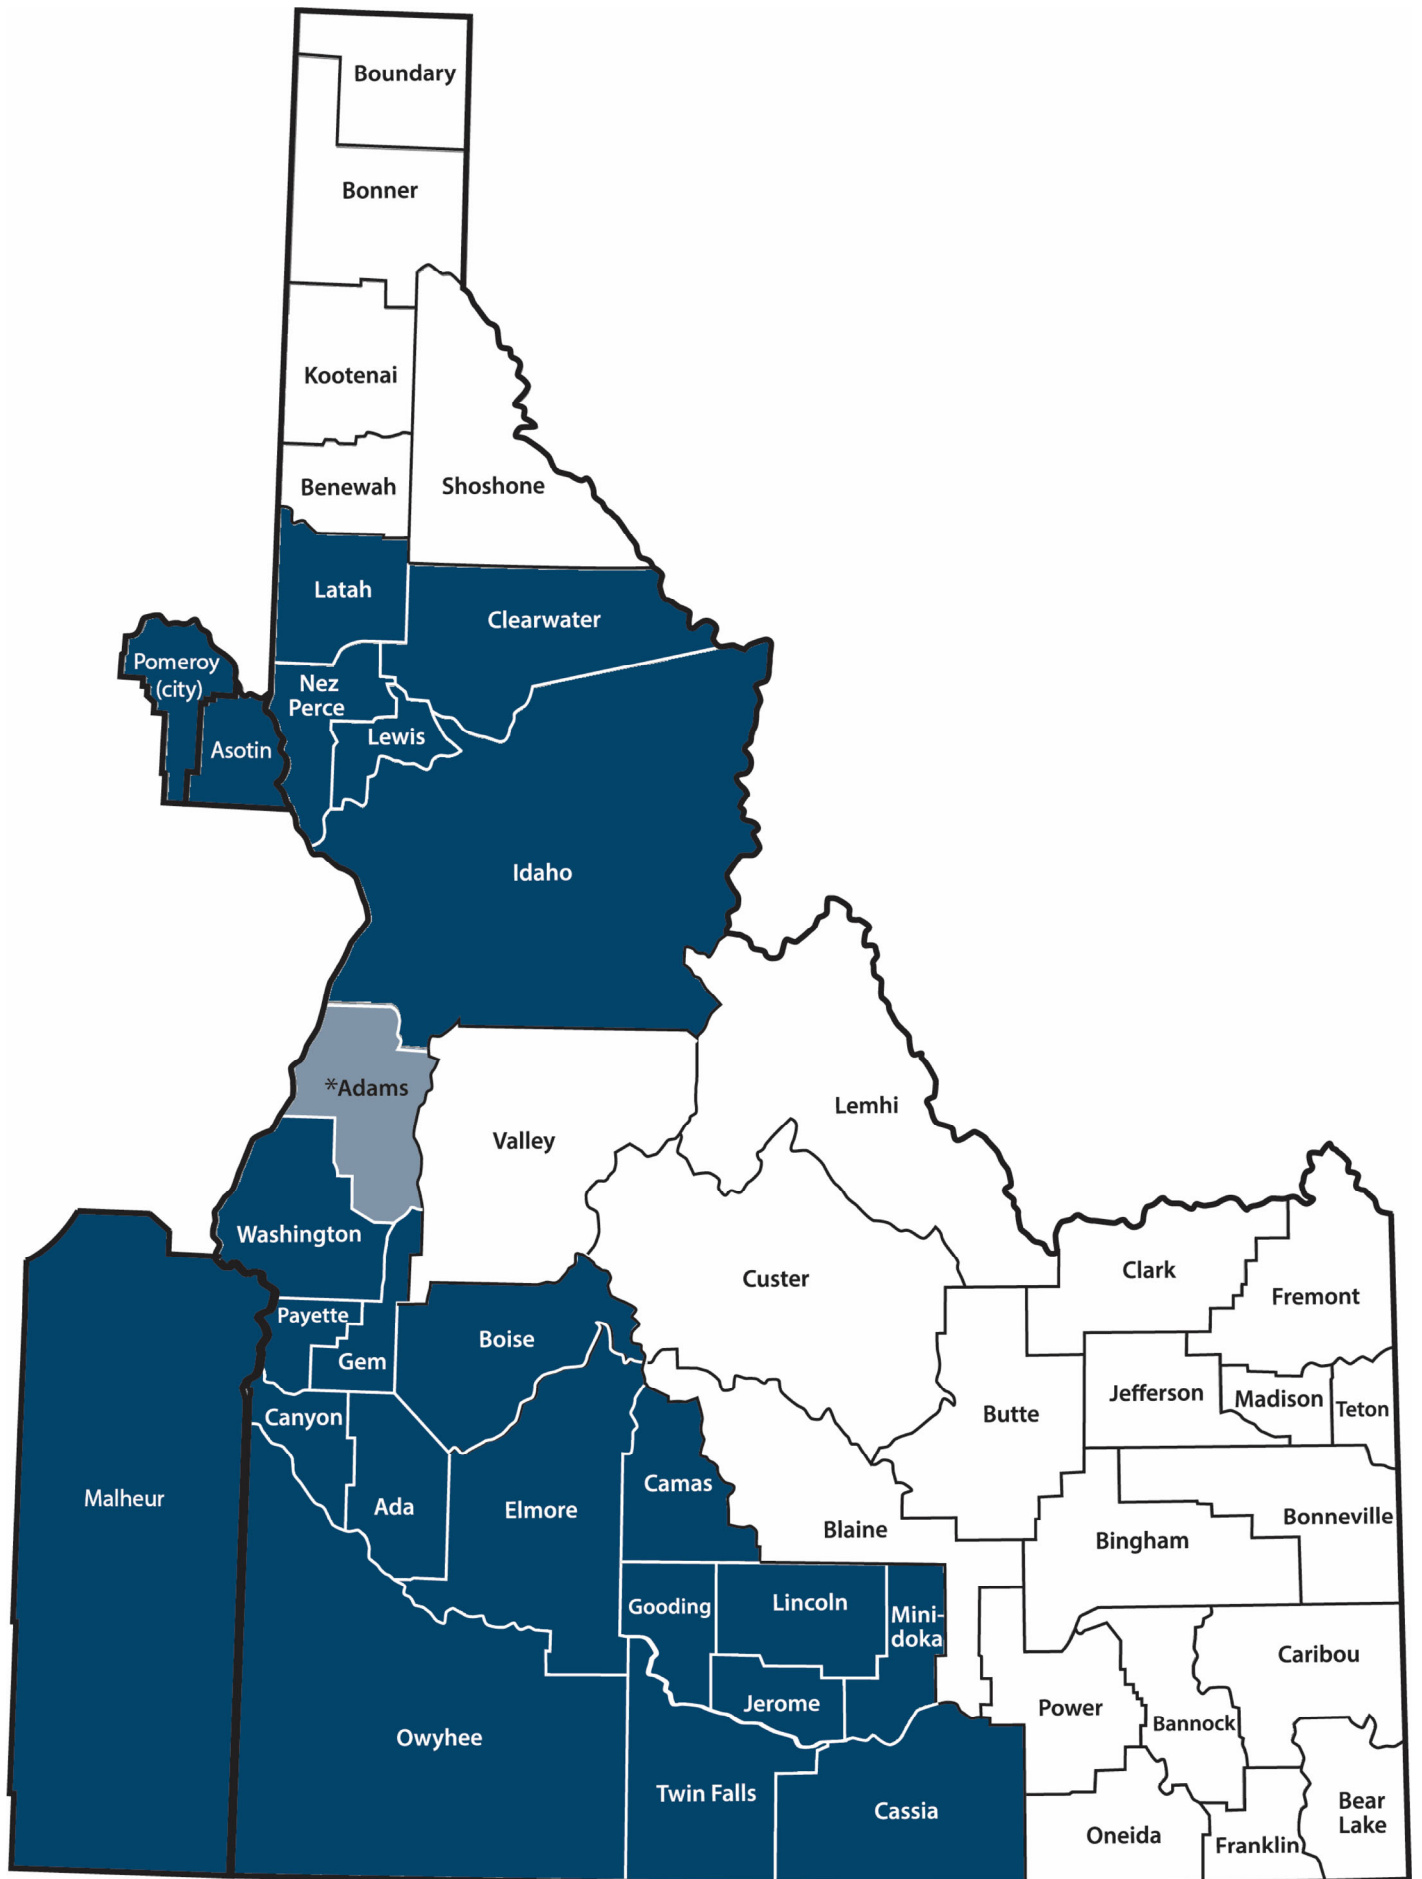 Boundary
Bonner
Kootenai
Benewah
Shoshone
Latah
Clearwater
Pomeroy
(city)
Nez
Perce
Lewis
Asotin
Idaho
*Adams
Lemhi
Valley
Washington
Custer
Clark
Fremont
Payette
Boise
Gem
Jefferson
Madison
Teton
Canyon
Butte
Malheur
Ada
Elmore
Camas
Blaine
Bingham
Bonneville
Gooding
Lincoln
Mini-
doka
Caribou
Jerome
Power
Bannock
Owyhee
Twin Falls
Cassia
Oneida
Franklin
Bear
Lake